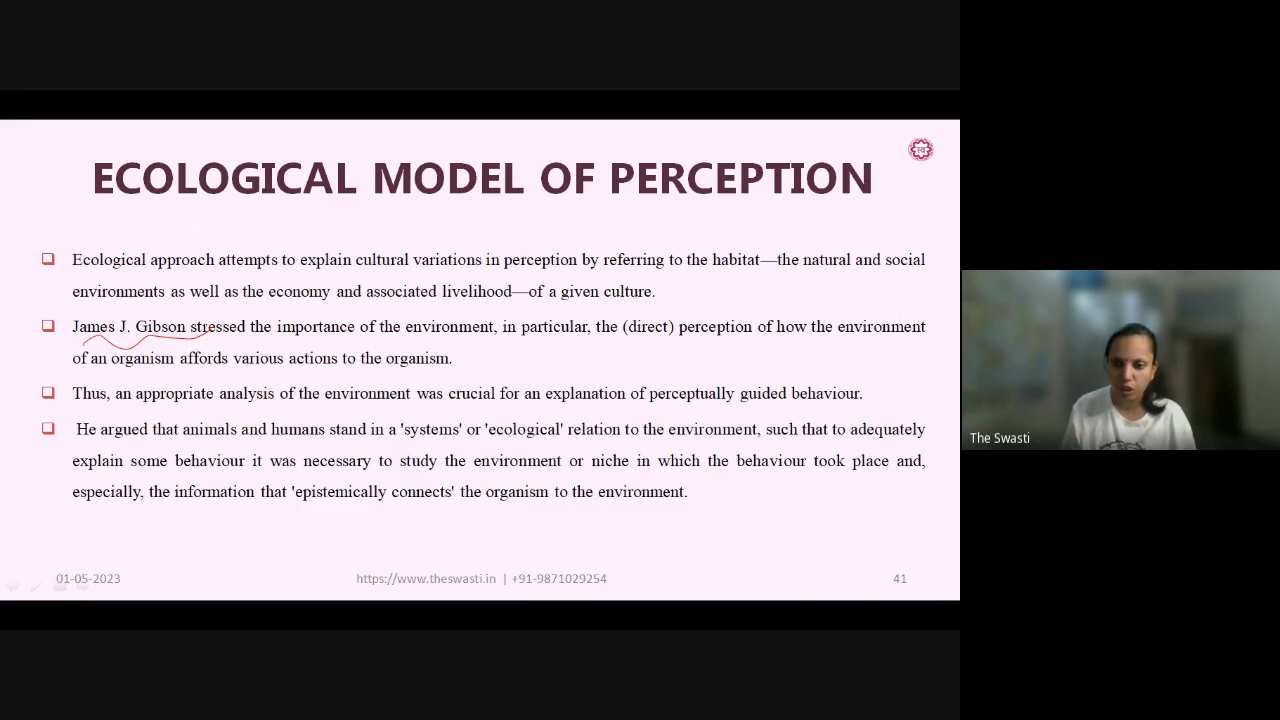 ECOLOGICAL MODEL OF PERCEPTION
Ecological approach attempts to explain cultural variations in perception by referring to the habitat—the natural and social
environments as well as the economy and associated livelihood—of a given culture.
James J. Gibson stressed the importance of the environment, in particular, the (direct) perception of how the environment
of an organism affords various actions to the organism.
Thus, an appropriate analysis of the environment was crucial for an explanation of perceptually guided behaviour.
He argued that animals and humans stand in a 'systems' or 'ecological' relation to the environment, such that to adequately
explain some behaviour it was necessary to study the environment or niche in which the behaviour took place and,
especially, the information that 'epistemically connects' the organism to the environment.
The Swasti
01-05-2023
https://www.theswasti.in | +91-9871029254
41